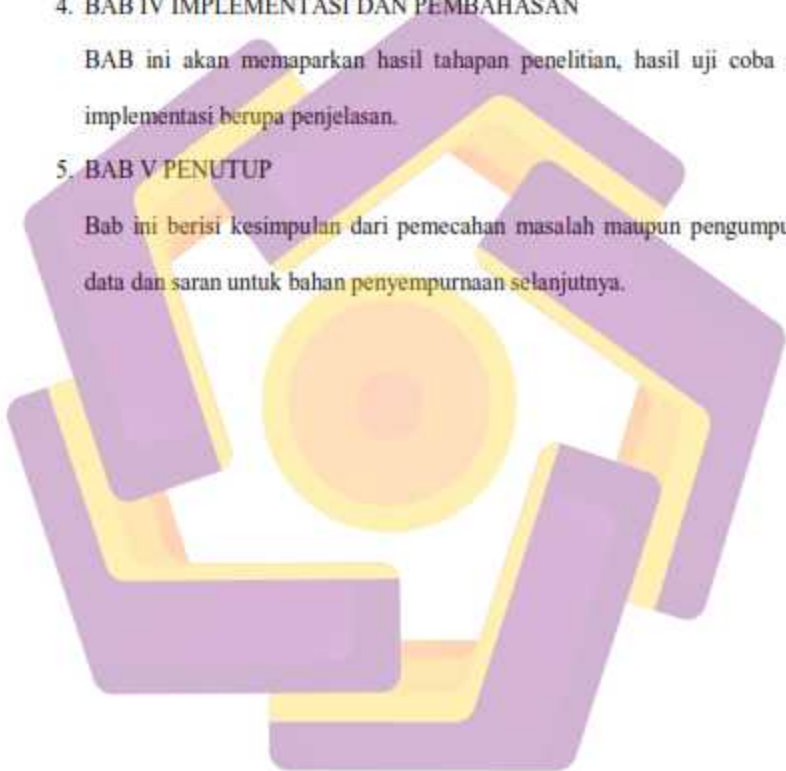 4. BAB IV IMPLEMENTASI DAN PEMBAHASAN
BAB ini akan memaparkan hasil tahapan penelitian, hasil uji coba
implementasi berupa penjelasan.
5. BAB V PENUTUP
Bab ini berisi kesimpulan dari pemecahan masalah maupun pengumpu
data dan saran untuk bahan penyempurnaan selanjutnya.